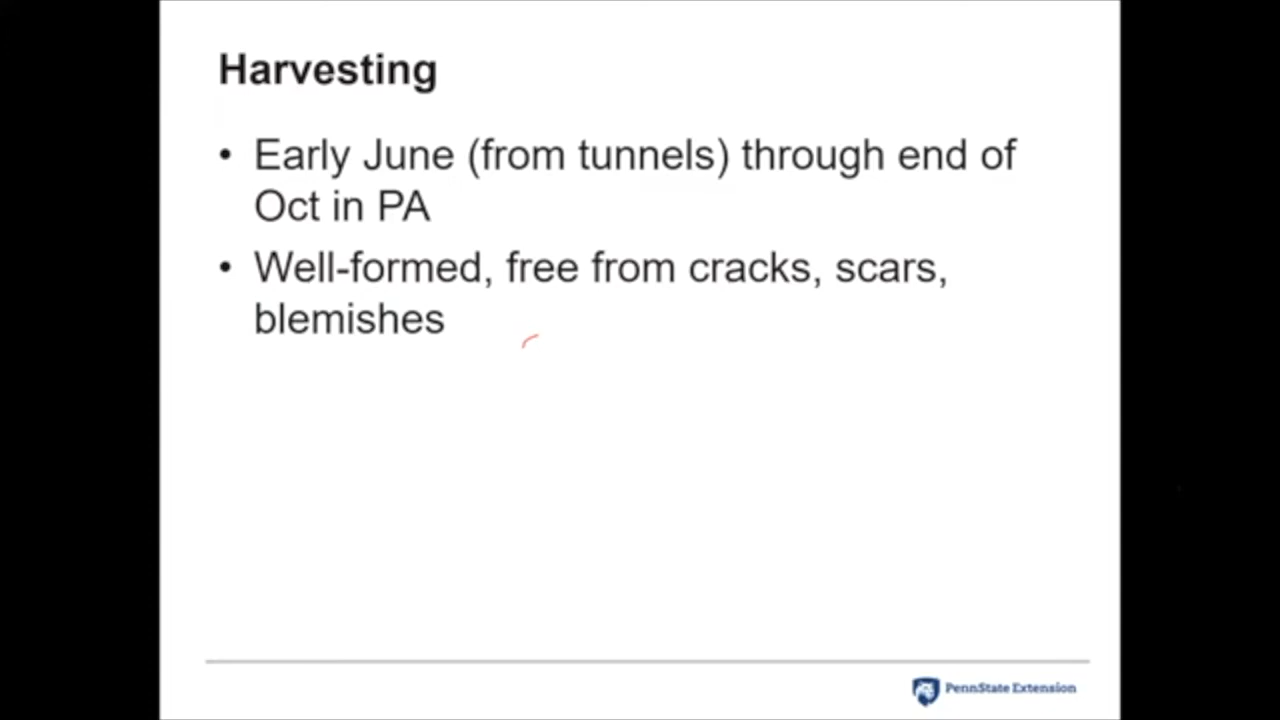 Harvesting
• Early June (from tunnels) through end of
Oct in PA
• Well-formed, free from cracks, scars,
blemishes
PennState Extension